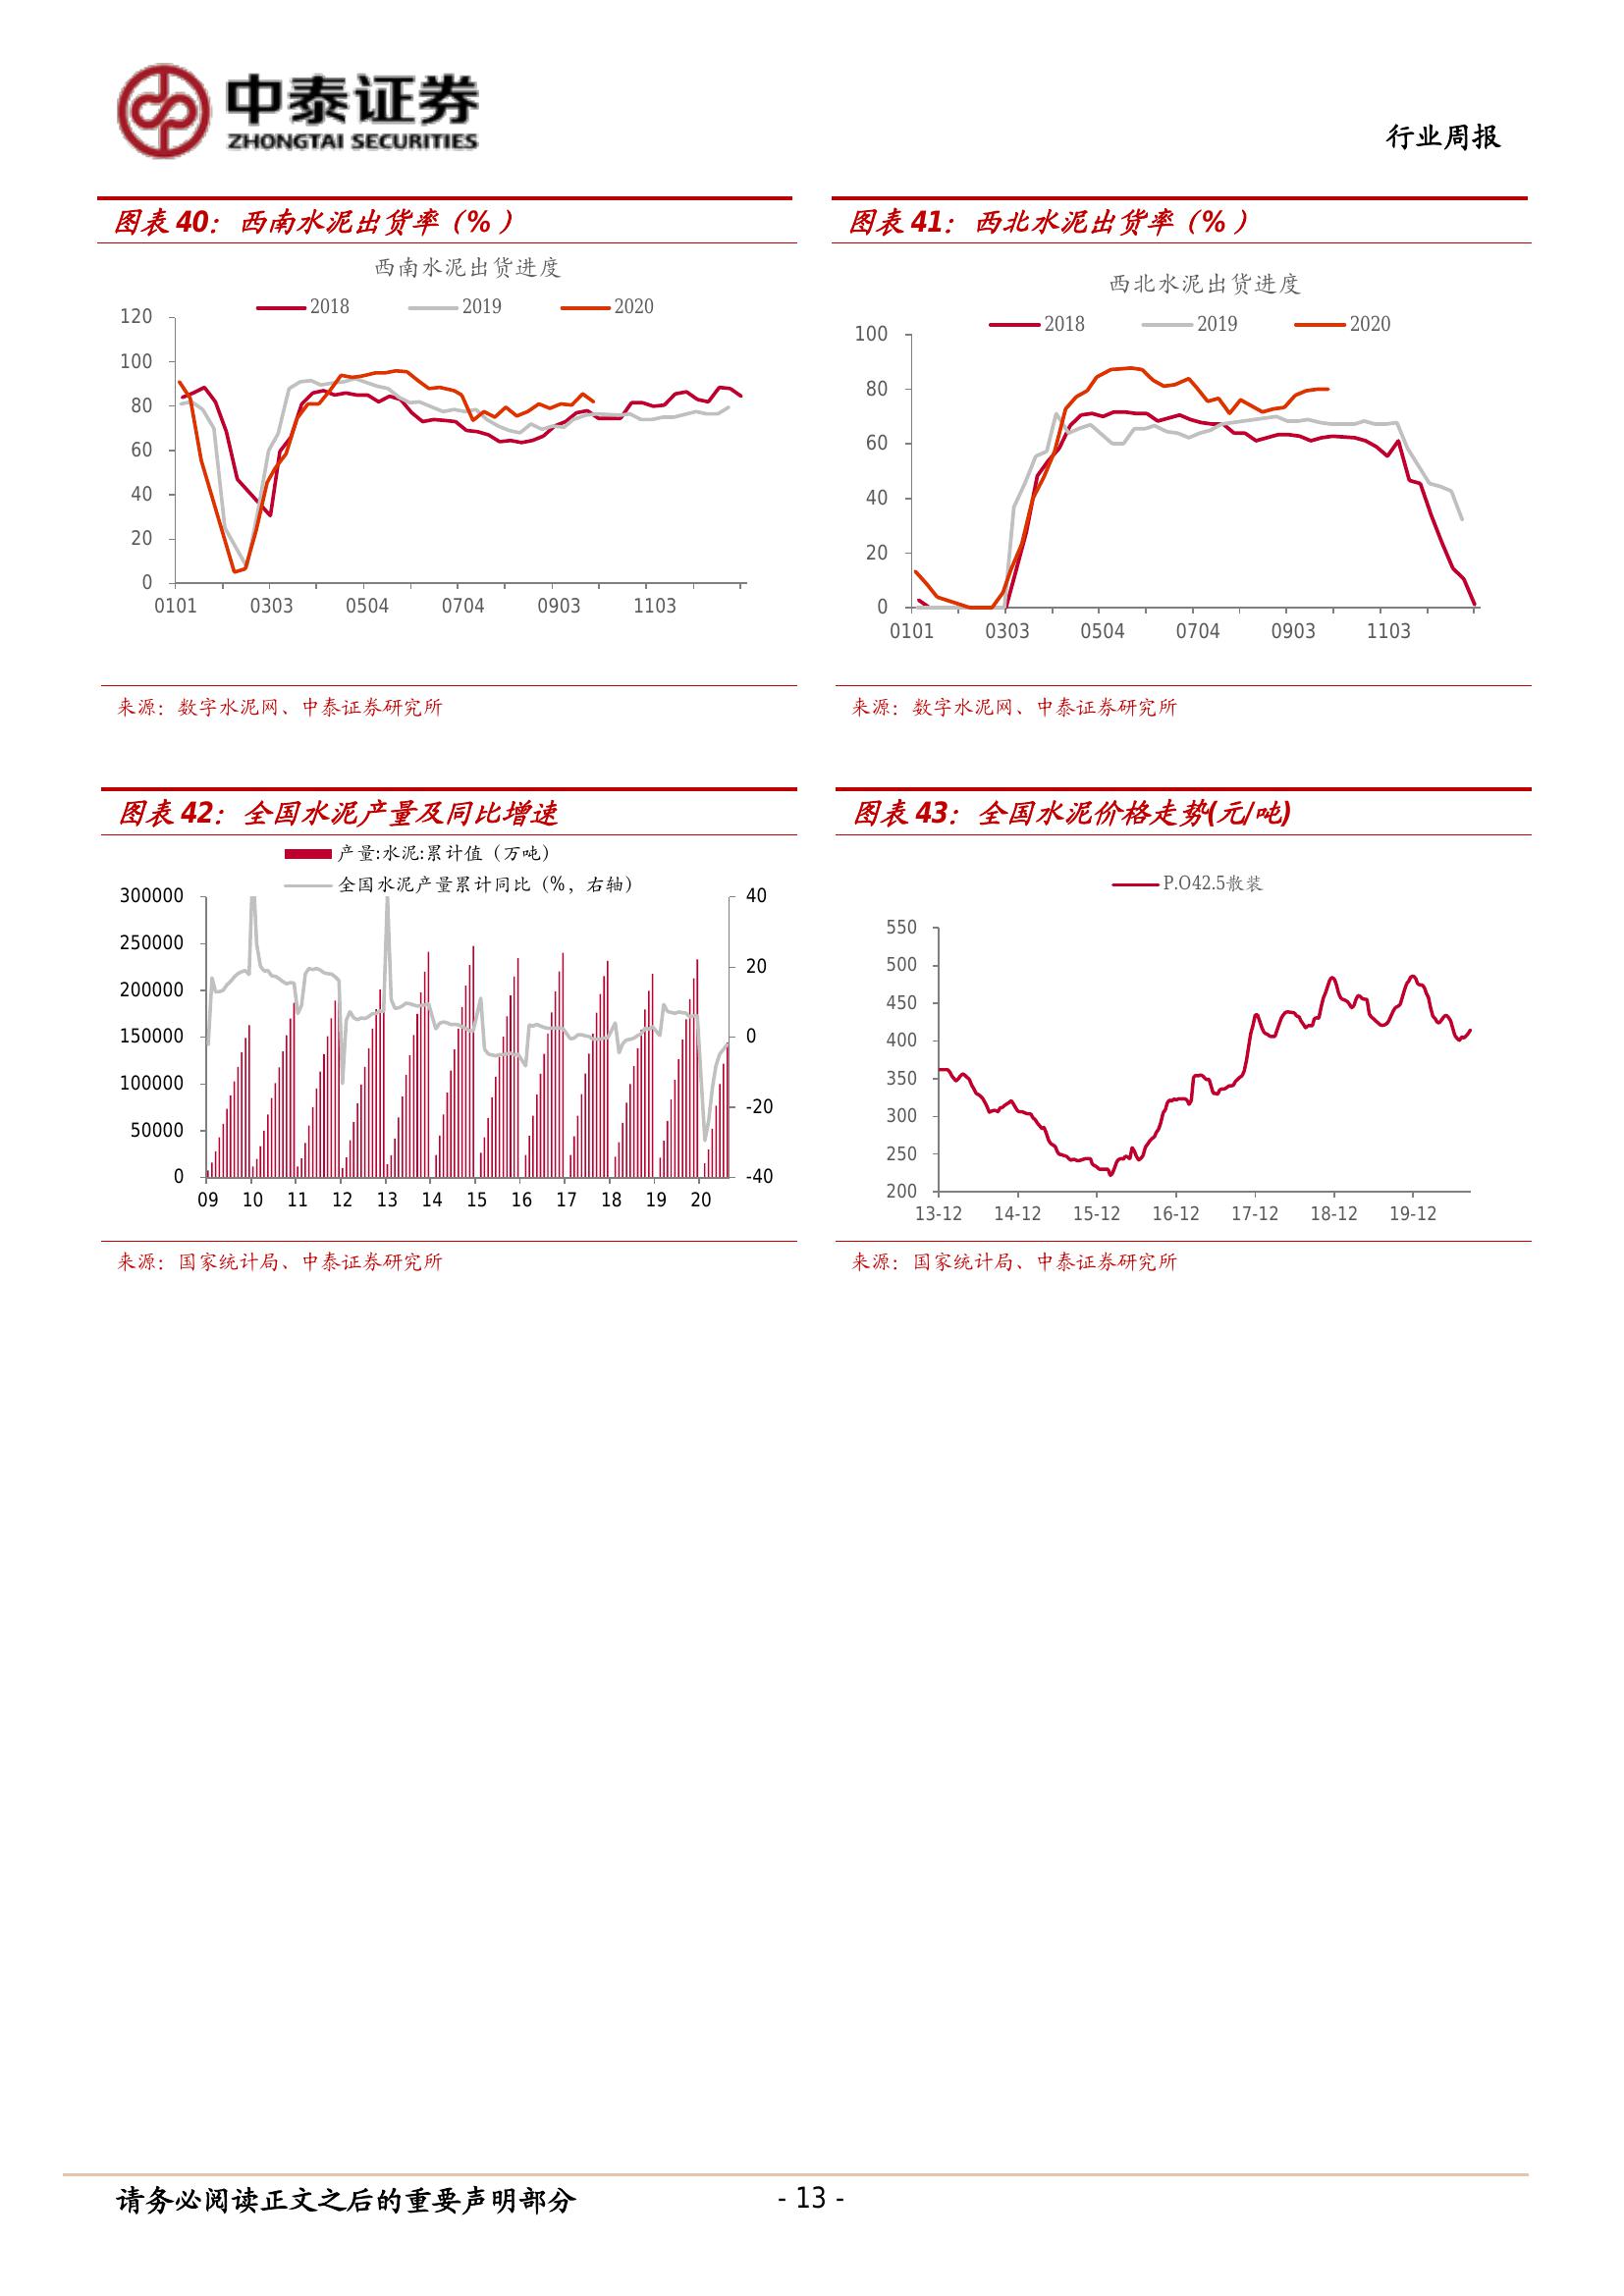 中泰证券
ZHONGTAI SECURITIES
行业周报
图表 40：西南水泥出货率（%）
西南水泥出货进度
2018 2019 2020
120
100
80
60
40
20
0
0101 0303 0504 0704 0903 1103
来源：数字水泥网、中泰证券研究所
图表 41：西北水泥出货率（%）
西北水泥出货进度
2018 2019 2020
100
80
60
40
20
0
0101 0303 0504 0704 0903 1103
来源：数字水泥网、中泰证券研究所
图表 42：全国水泥产量及同比增速
产量:水泥:累计值（万吨）
全国水泥产量累计同比（%，右轴）
300000 40
250000
20
200000
150000 0
100000
-20
50000
0 -40
09 10 11 12 13 14 15 16 17 18 19 20
来源：国家统计局、中泰证券研究所
图表 43：全国水泥价格走势(元/吨)
P.O42.5散装
550
500
450
400
350
300
250
200
13-12 14-12 15-12 16-12 17-12 18-12 19-12
来源：国家统计局、中泰证券研究所
请务必阅读正文之后的重要声明部分
- 13 -